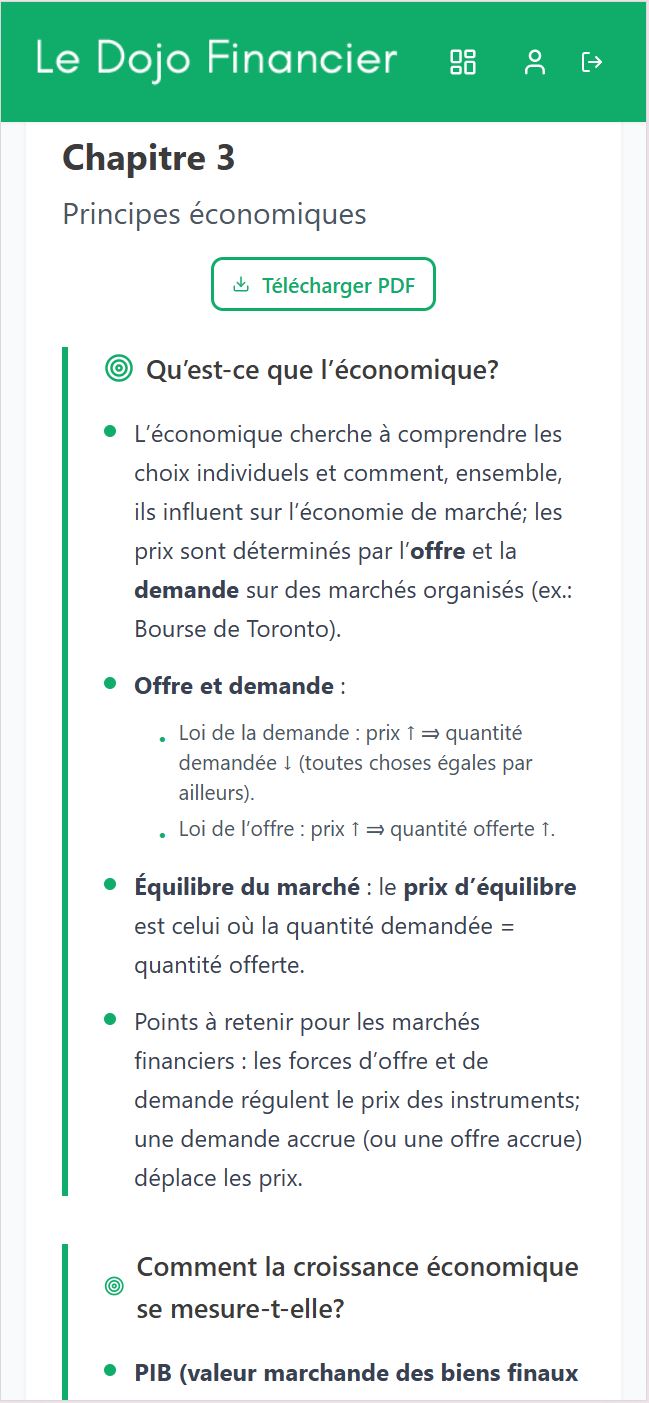 Le Dojo Financier
Chapitre 3
Principes économiques
Télécharger PDF
Qu’est-ce que l’économique?
L’économique cherche à comprendre les
choix individuels et comment, ensemble,
ils influent sur l’économie de marché; les
prix sont déterminés par l’offre et la
demande sur des marchés organisés (ex.:
Bourse de Toronto).
Offre et demande :
Loi de la demande : prix ↑ ⇒ quantité
demandée ↓ (toutes choses égales par
ailleurs).
Loi de l’offre : prix ↑ ⇒ quantité offerte ↑.
Équilibre du marché : le prix d’équilibre
est celui où la quantité demandée =
quantité offerte.
Points à retenir pour les marchés
financiers : les forces d’offre et de
demande régulent le prix des instruments;
une demande accrue (ou une offre accrue)
déplace les prix.
Comment la croissance économique
se mesure-t-elle?
PIB (valeur marchande des biens finaux